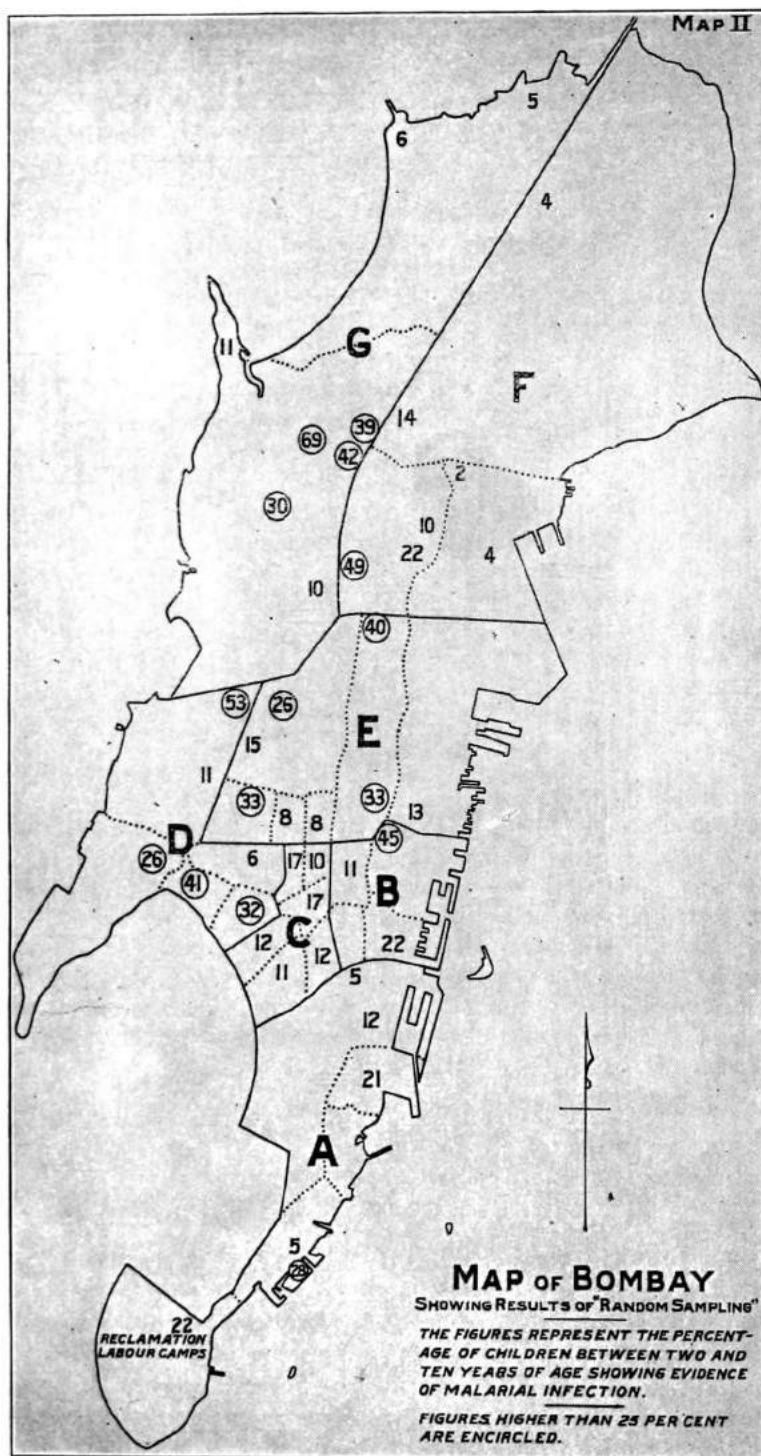 MAP II
5
6
4
11
G
F
39
14
69
42
2
30
10
22
49
4
10
40
53
26
E
15
11
33
33
8
8
13
D
45
6
17
10
26
11
41
B
32
17
C
12
12
22
11
5
12
21
A
5
28
MAP OF BOMBAY
SHOWING RESULTS OF "RANDOM SAMPLING"
22
RECLAMATION
LABOUR CAMPS
THE FIGURES REPRESENT THE PERCENT-
AGE OF CHILDREN BETWEEN TWO AND
TEN YEARS OF AGE SHOWING EVIDENCE
OF MALARIAL INFECTION.
FIGURES HIGHER THAN 25 PER CENT
ARE ENCIRCLED.